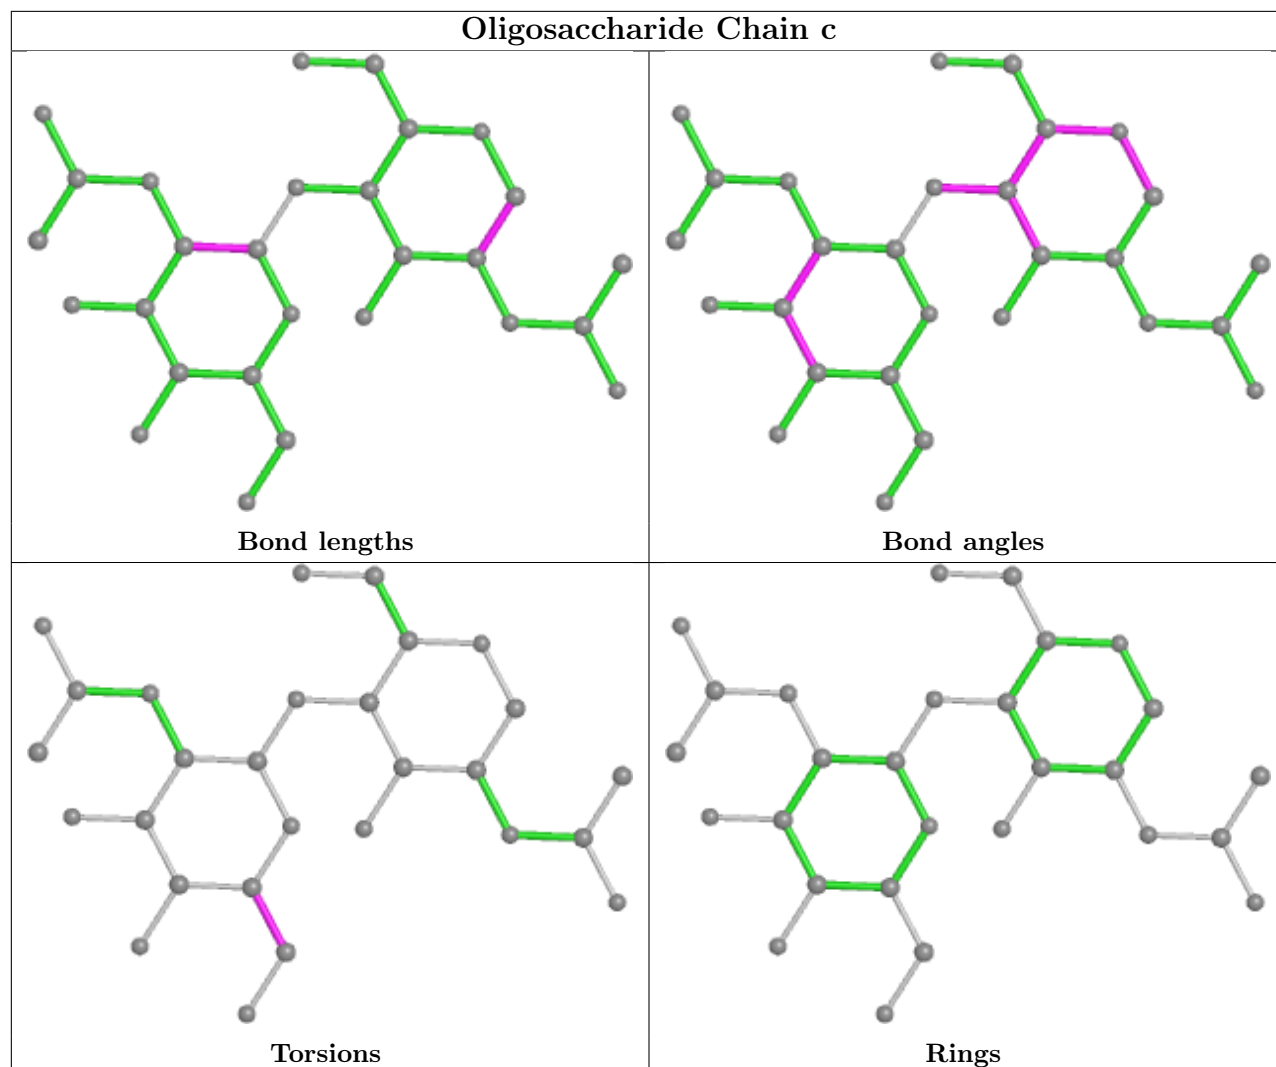 Oligosaccharide Chain c
Bond lengths
Bond angles
Torsions
Rings